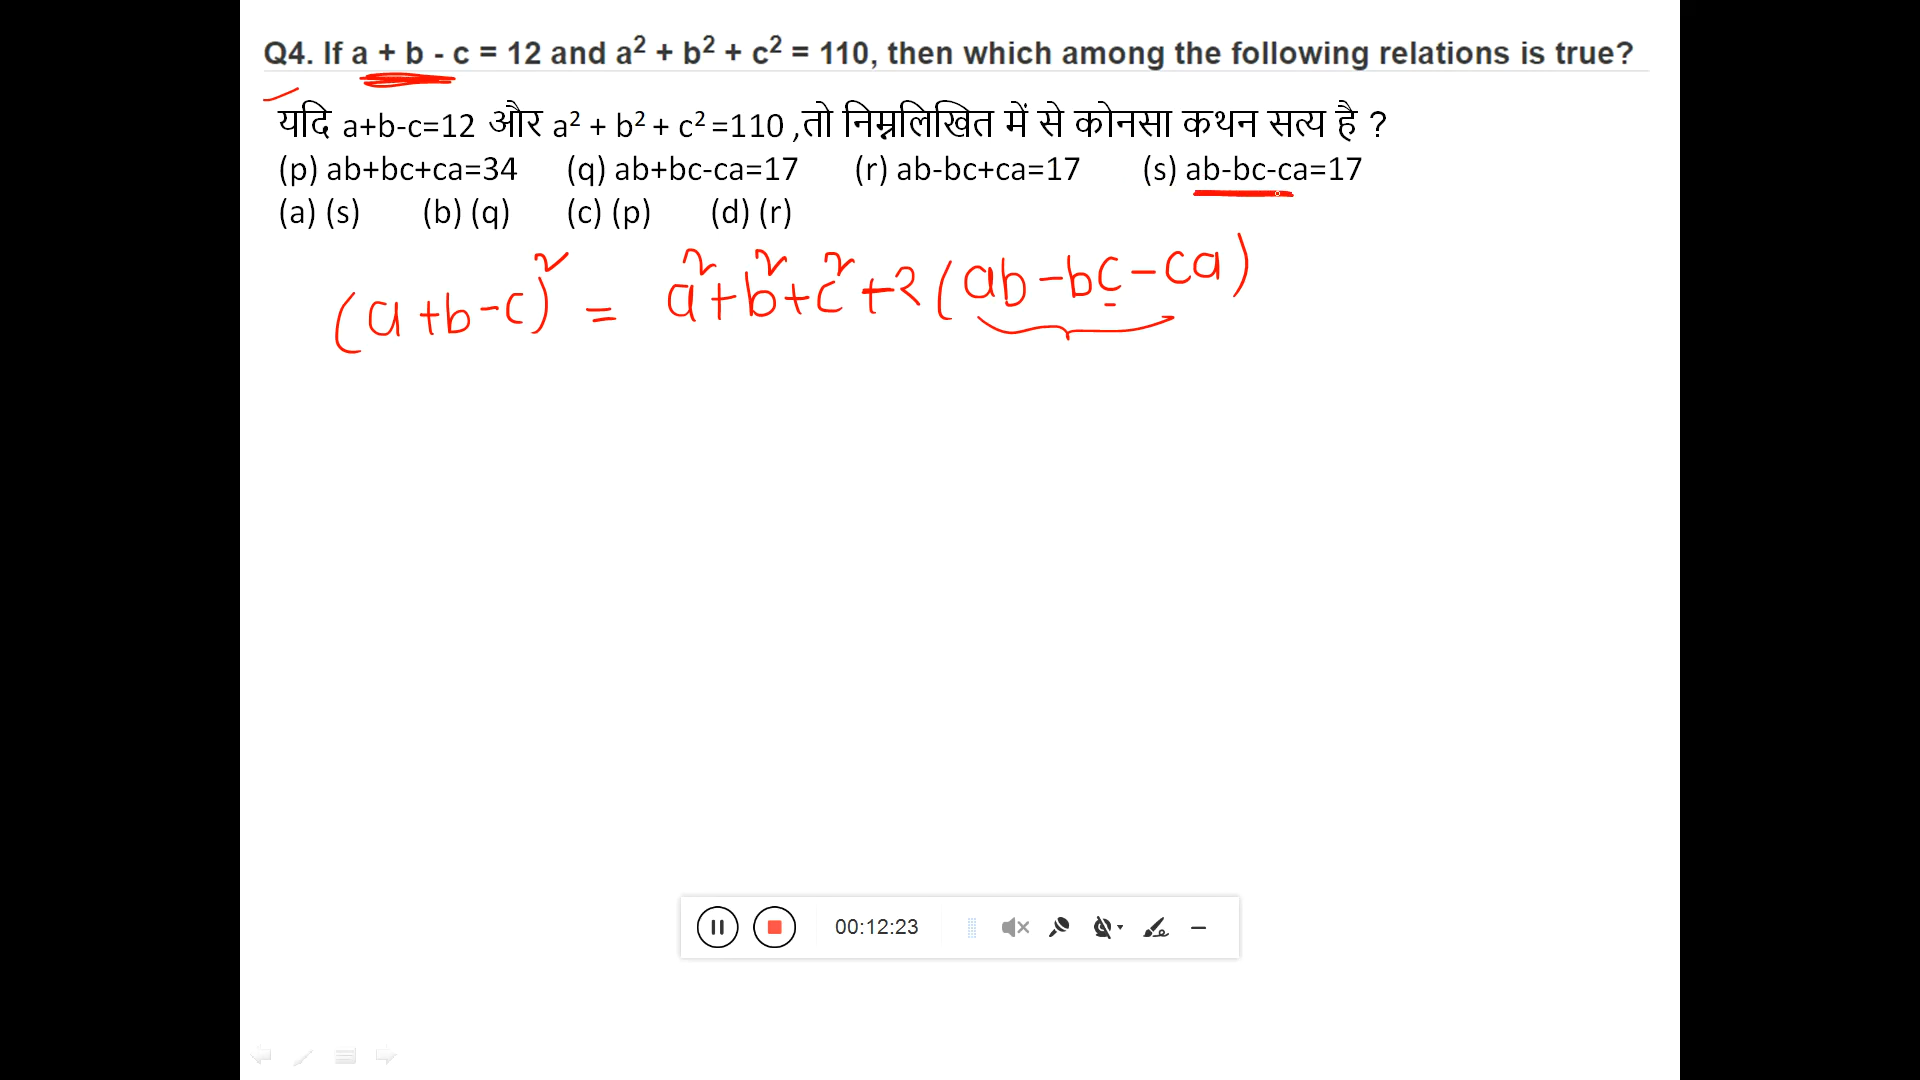 Q4. If a + b - c = 12 and a² + b² + c² = 110, then which among the following relations is true?
यदि a+b-c=12 और a² + b² + c² =110 ,तो निम्नलिखित में से कोनसा कथन सत्य है ?
(p) ab+bc+ca=34 (q) ab+bc-ca=17 (r) ab-bc+ca=17 (s) ab-bc-ca=17
(a) (s) (b) (q) (c) (p) (d) (r)
(a+b-c)² = a²+b²+c²+2(ab-bc-ca)
00:12:23